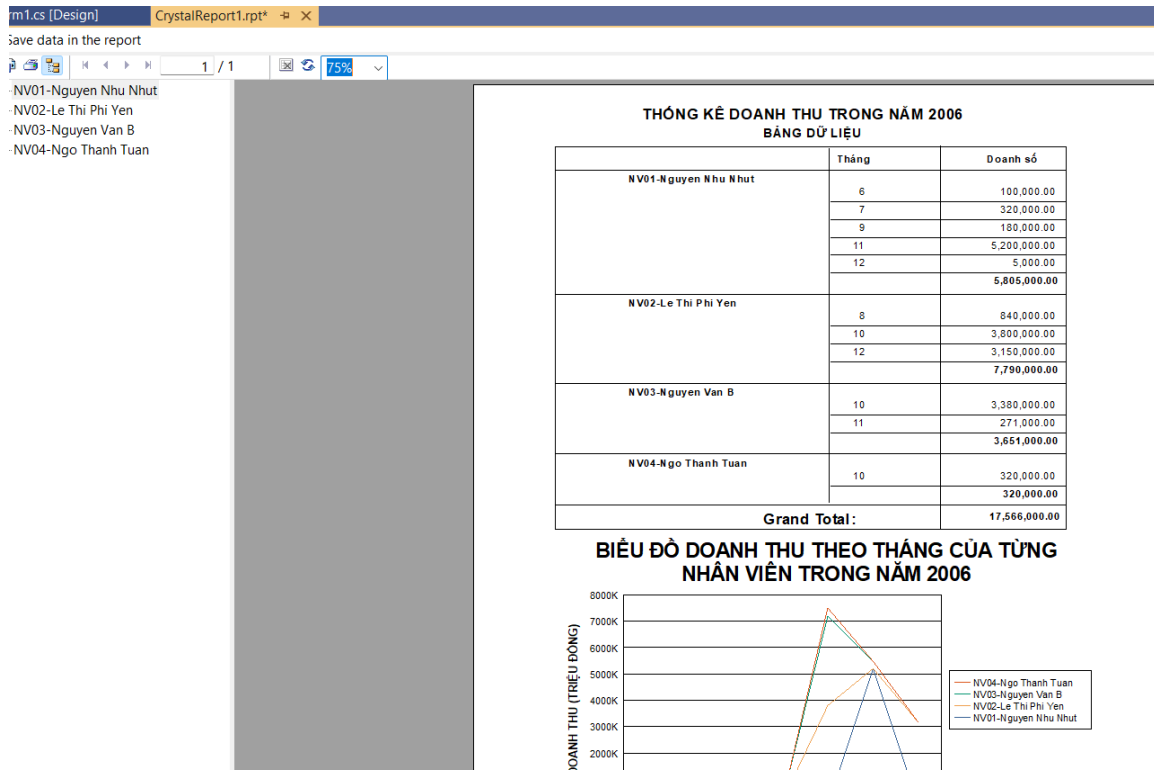 rm1.cs [Design] CrystalReport1.rpt*
Save data in the report
1 / 1 75%
NV01-Nguyen Nhu Nhut
NV02-Le Thi Phi Yen
NV03-Nguyen Van B
NV04-Ngo Thanh Tuan
THỐNG KÊ DOANH THU TRONG NĂM 2006
BẢNG DỮ LIỆU
Tháng Doanh số
NV01-Nguyen Nhu Nhut
6 100,000.00
7 320,000.00
9 180,000.00
11 5,200,000.00
12 5,000.00
5,805,000.00
NV02-Le Thi Phi Yen
8 840,000.00
10 3,800,000.00
12 3,150,000.00
7,790,000.00
NV03-Nguyen Van B
10 3,380,000.00
11 271,000.00
3,651,000.00
NV04-Ngo Thanh Tuan
10 320,000.00
320,000.00
Grand Total: 17,566,000.00
BIỂU ĐỒ DOANH THU THEO THÁNG CỦA TỪNG
NHÂN VIÊN TRONG NĂM 2006
8000K
7000K
6000K
5000K
4000K
3000K
2000K
DOANH THU (TRIỆU ĐỒNG)
NV04-Ngo Thanh Tuan
NV03-Nguyen Van B
NV02-Le Thi Phi Yen
NV01-Nguyen Nhu Nhut